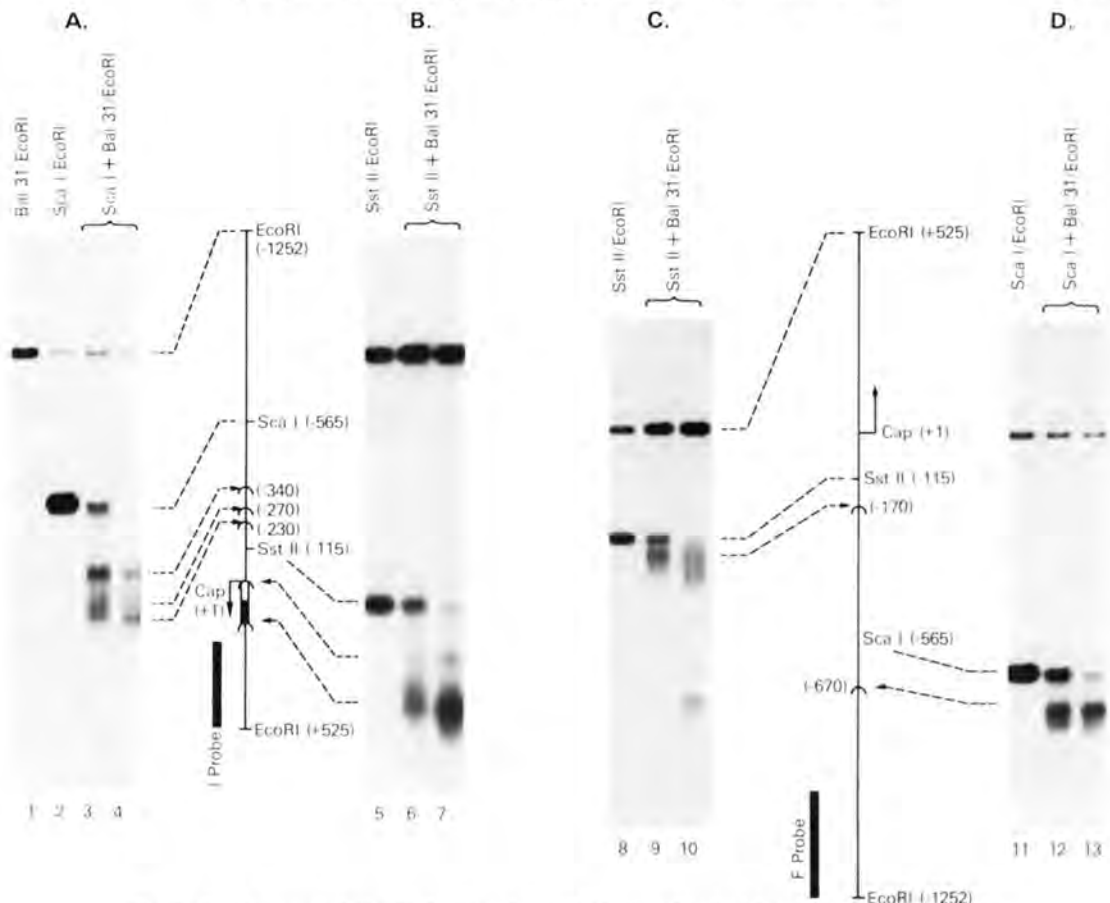 A.
B.
C.
D.
Bal 31/EcoRI
Sca I/EcoRI
Sca I + Bal 31/EcoRI
EcoRI
(-1252)
Sca I (-565)
(-340)
(-270)
(-230)
Sst II (-115)
Cap
(+1)
I Probe
EcoRI (+525)
1 2 3 4
Sst II/EcoRI
Sst II + Bal 31/EcoRI
5 6 7
Sst II/EcoRI
Sst II + Bal 31/EcoRI
8 9 10
EcoRI (+525)
Cap (+1)
Sst II (-115)
(-170)
Sca I (-565)
(-670)
F Probe
EcoRI (-1252)
Sca I/EcoRI
Sca I + Bal 31/EcoRI
11 12 13